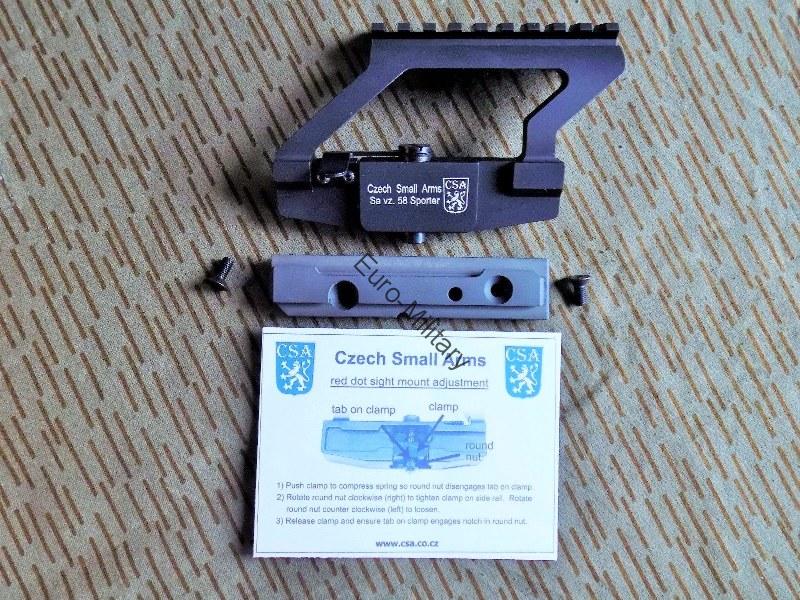 Czech Small Arms
Sa vz. 58 Sporter
CSA
Euro-Military
CSA
Czech Small Arms
CSA
red dot sight mount adjustment
tab on clamp
clamp
round
nut
1) Push clamp to compress spring so round nut disengages tab on clamp.
2) Rotate round nut clockwise (right) to tighten clamp on side rail. Rotate
round nut counter clockwise (left) to loosen.
3) Release clamp and ensure tab on clamp engages notch in round nut.
www.csa.co.cz